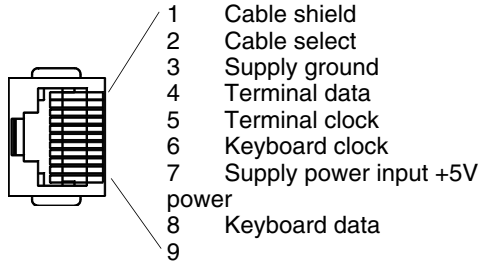 1 Cable shield
2 Cable select
3 Supply ground
4 Terminal data
5 Terminal clock
6 Keyboard clock
7 Supply power input +5V
power
8 Keyboard data
9